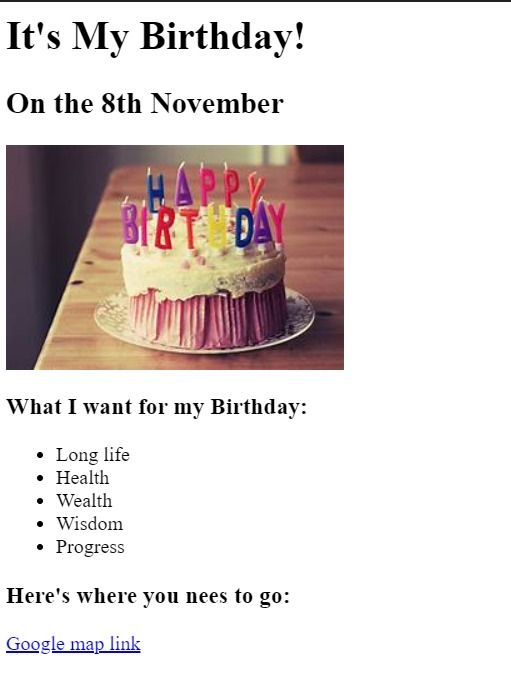 It's My Birthday!
On the 8th November
HAPPY
BIRTHDAY
What I want for my Birthday:
Long life
Health
Wealth
Wisdom
Progress
Here's where you nees to go:
Google map link